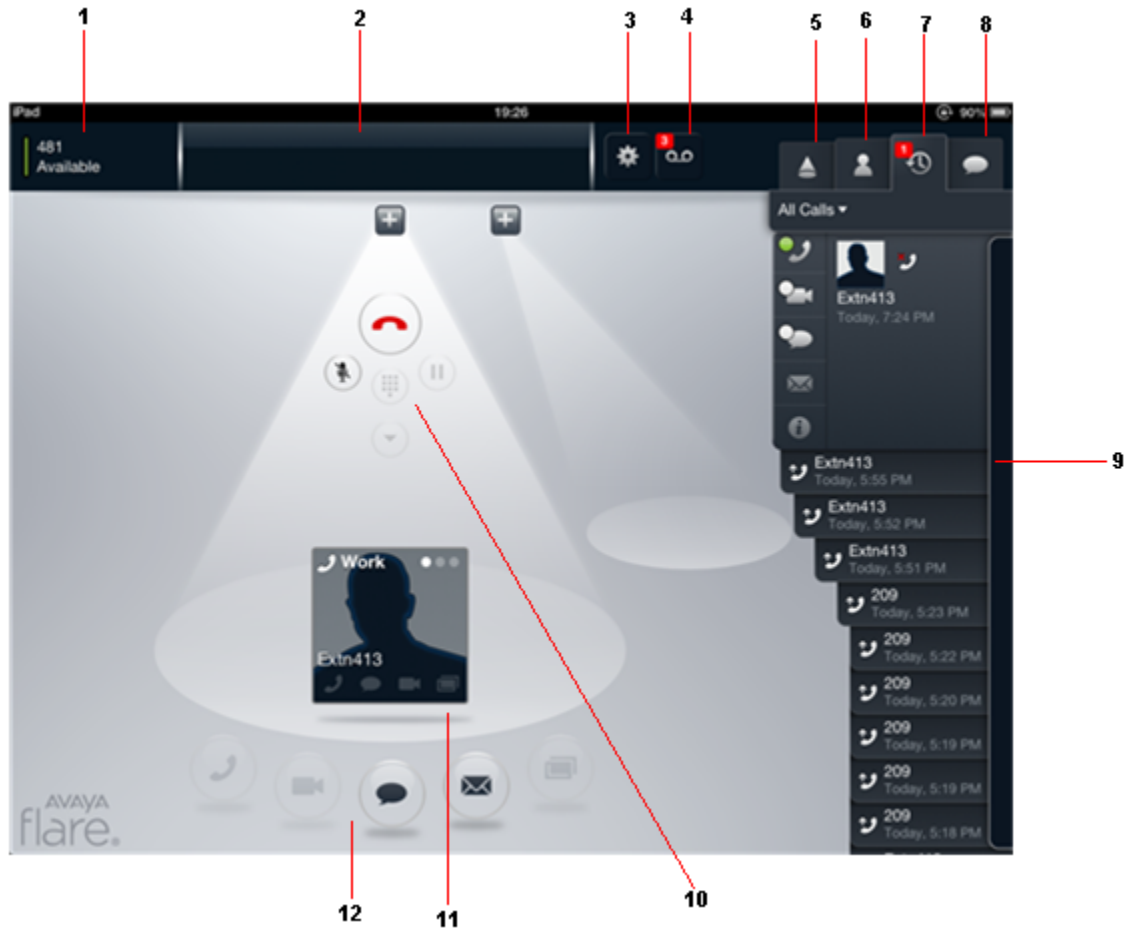 1 2 3 4 5 6 7 8
iPad 19:26 90%
481
Available
3
1
All Calls
Extn413
Today, 7:24 PM
Extn413
Today, 5:55 PM
9
Extn413
Today, 5:52 PM
Extn413
Today, 5:51 PM
Work
209
Today, 5:23 PM
Extn413
209
Today, 5:22 PM
209
Today, 5:20 PM
209
Today, 5:19 PM
209
Today, 5:19 PM
209
Today, 5:18 PM
AVAYA
flare.
12 11 10